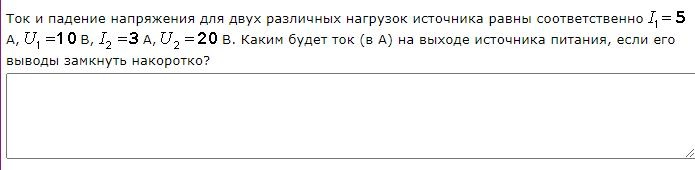 Ток и падение напряжения для двух различных нагрузок источника равны соответственно I₁= 5
А, U₁ =10 В, I₂ =3 А, U₂ =20 В. Каким будет ток (в А) на выходе источника питания, если его
выводы замкнуть накоротко?